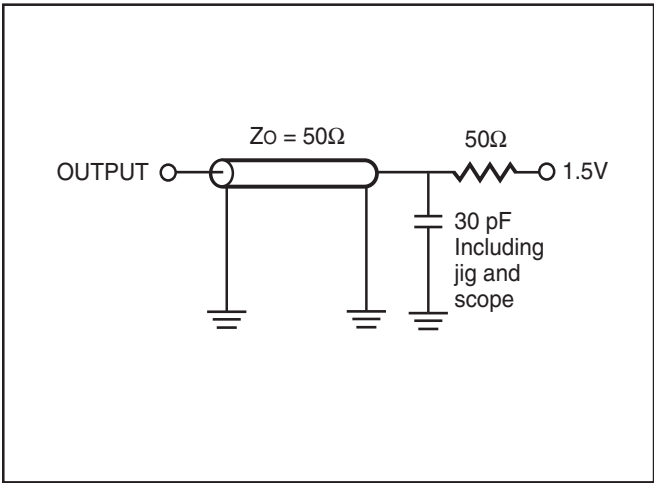 ZO = 50Ω
50Ω
OUTPUT
1.5V
30 pF
Including
jig and
scope